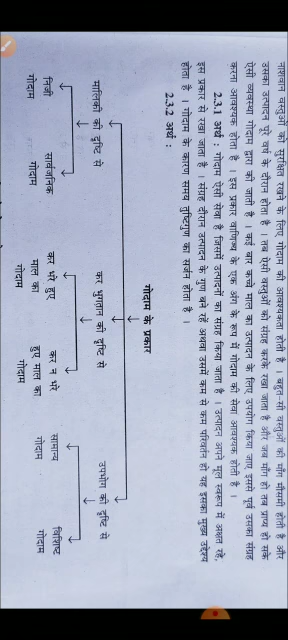 नाशवान वस्तुओं को सुरक्षित रखने के लिए गोदाम की आवश्यकता होती है । बहुत सी वस्तुओं की माँग मौसमी होती है और
उसका उत्पादन पूरे वर्ष के दौरान होता है । तब ऐसी वस्तुओं को संग्रह करके रखा जाता है और जब माँग हो तब प्राप्य हो सके
ऐसी व्यवस्था गोदाम द्वारा की जाती है । कई बार कच्चे माल का उत्पादन के लिए उपयोग किया जाए इससे पूर्व उसका संग्रह
करना आवश्यक होता है । इस प्रकार वाणिज्य के एक अंग के रूप में गोदाम की सेवा आवश्यक होती है ।
2.3.1 अर्थ : गोदाम ऐसी सेवा है जिसमें उत्पादनों का संग्रह किया जाता है । उत्पादन अपने मूल स्वरूप में अक्षत रहे,
इस प्रकार से रखा जाता है । संग्रह दौरान उत्पादन के गुण बने रहें अथवा उसमें कम से कम परिवर्तन हो यह इसका मुख्य उद्देश्य
होता है । गोदाम के कारण समय तुष्टिगुण का सर्जन होता है ।
2.3.2 अर्थ :
गोदाम के प्रकार
मालिकी की दृष्टि से
कर भुगतान की दृष्टि से
उपभोग की दृष्टि से
निजी
गोदाम
सार्वजनिक
गोदाम
कर भरे हुए
माल का
गोदाम
कर न भरे
हुए माल का
गोदाम
सामान्य
गोदाम
विशिष्ट
गोदाम